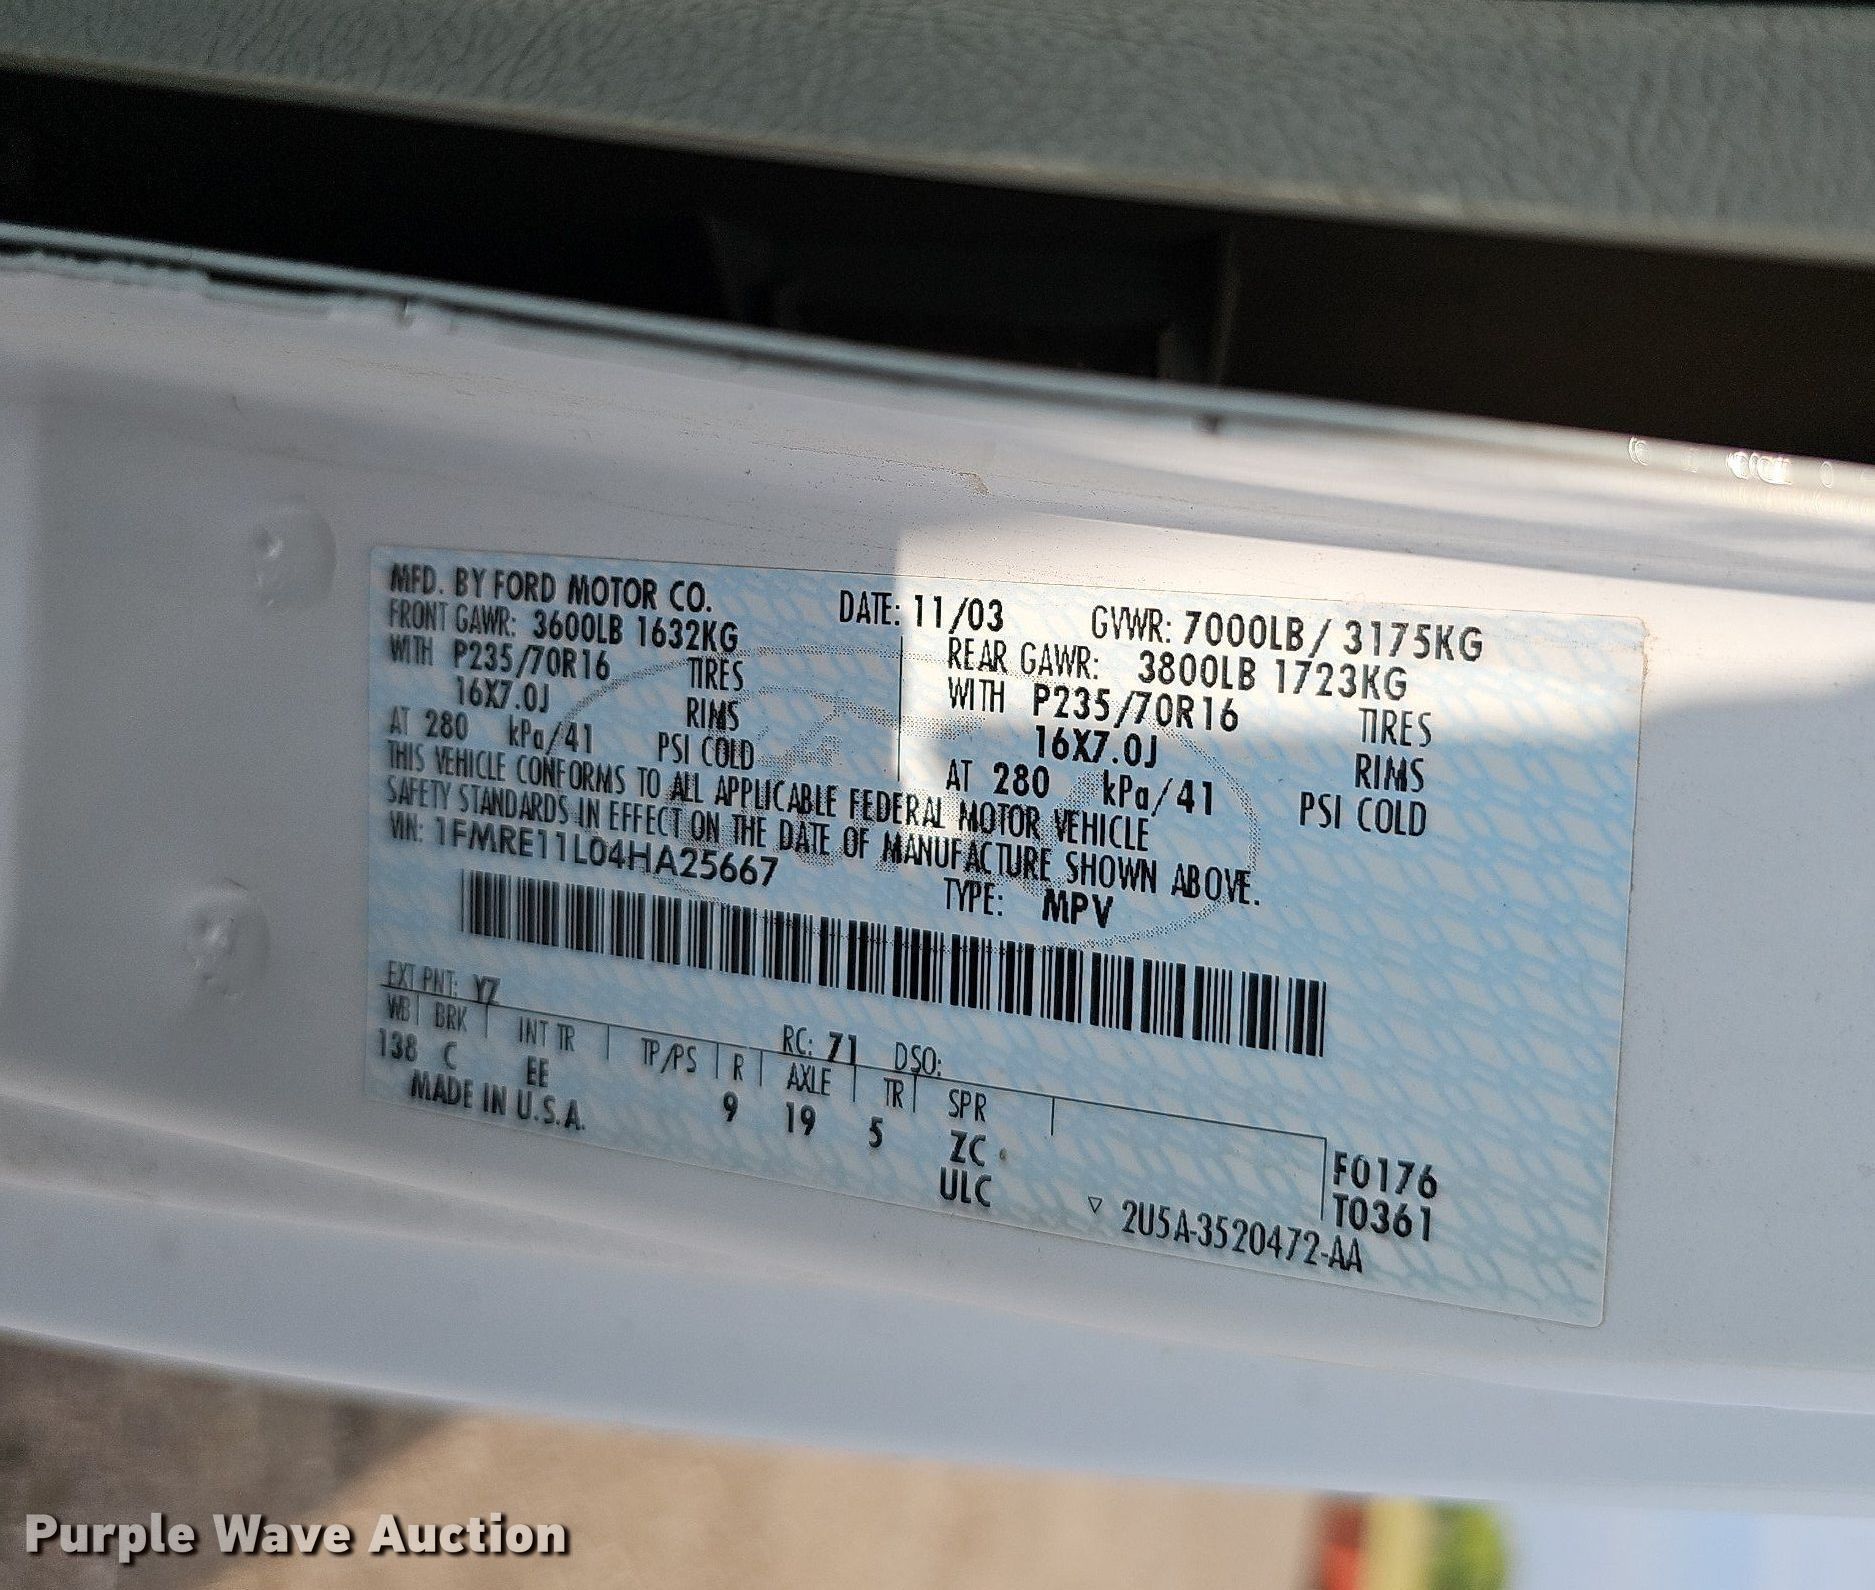 MFD. BY FORD MOTOR CO. DATE: 11/03 GVWR: 7000LB/ 3175KG
FRONT GAWR: 3600LB 1632KG REAR GAWR: 3800LB 1723KG
WITH P235/70R16 TIRES WITH P235/70R16 TIRES
16X7.0J RIMS 16X7.0J RIMS
AT 280 kPa/41 PSI COLD AT 280 kPa/41 PSI COLD
THIS VEHICLE CONFORMS TO ALL APPLICABLE FEDERAL MOTOR VEHICLE
SAFETY STANDARDS IN EFFECT ON THE DATE OF MANUFACTURE SHOWN ABOVE.
VIN: 1FMRE11L04HA25667 TYPE: MPV
EXT PNT: YZ RC: 71 DSO:
WB BRK INT TR TP/PS R AXLE TR SPR
138 C EE 9 19 5 ZC F0176
MADE IN U.S.A. ULC T0361
▽ 2U5A-3520472-AA
Purple Wave Auction